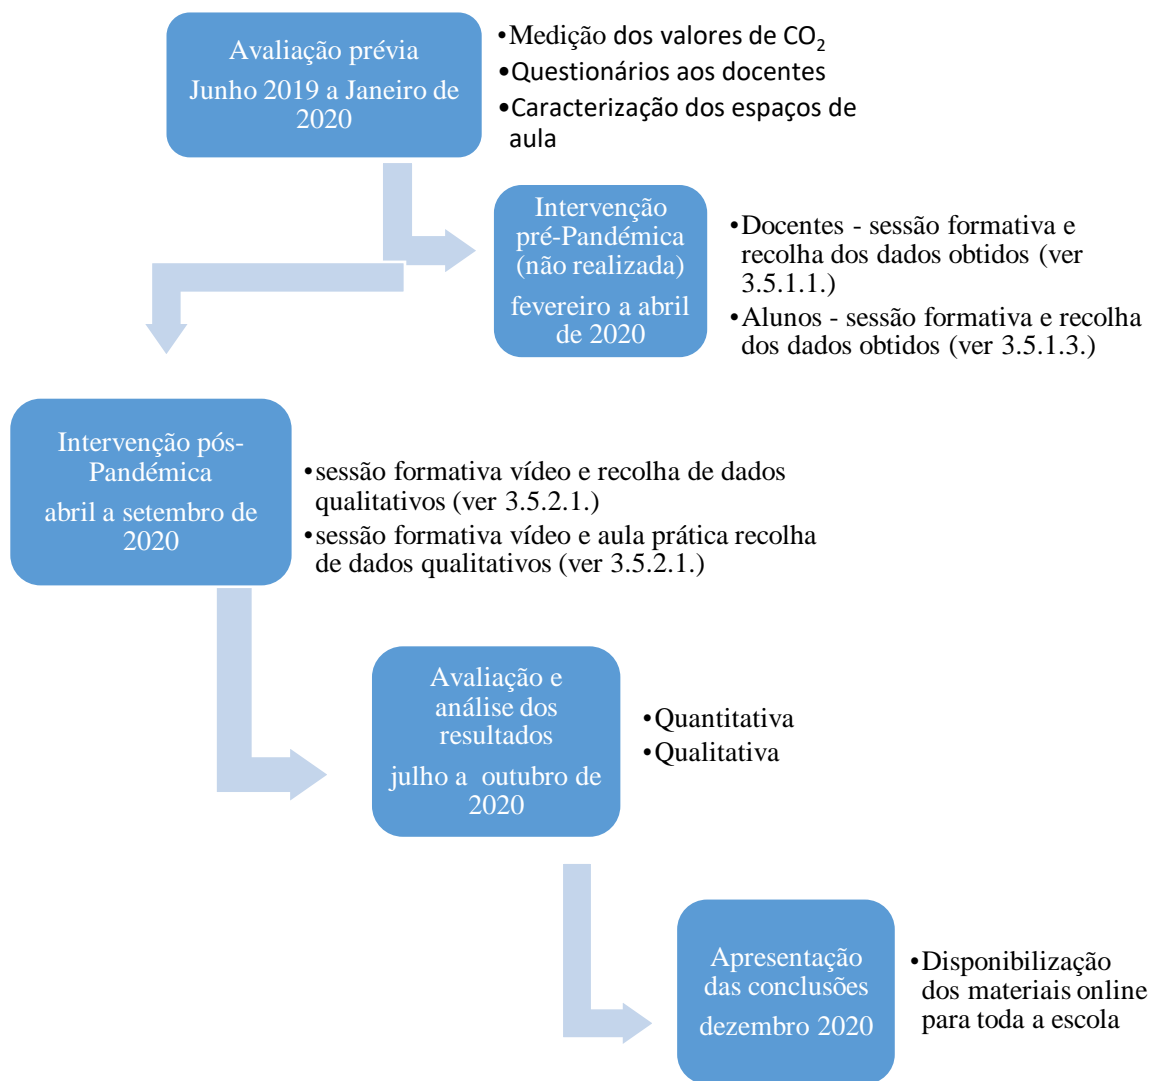 Avaliação prévia
Junho 2019 a Janeiro de
2020
•Medição dos valores de CO₂
•Questionários aos docentes
•Caracterização dos espaços de
aula
Intervenção
pré-Pandémica
(não realizada)
fevereiro a abril
de 2020
•Docentes - sessão formativa e
recolha dos dados obtidos (ver
3.5.1.1.)
•Alunos - sessão formativa e recolha
dos dados obtidos (ver 3.5.1.3.)
Intervenção pós-
Pandémica
abril a setembro de
2020
•sessão formativa vídeo e recolha de dados
qualitativos (ver 3.5.2.1.)
•sessão formativa vídeo e aula prática recolha
de dados qualitativos (ver 3.5.2.1.)
Avaliação e
análise dos
resultados
julho a  outubro de
2020
•Quantitativa
•Qualitativa
Apresentação
das conclusões
dezembro 2020
•Disponibilização
dos materiais online
para toda a escola